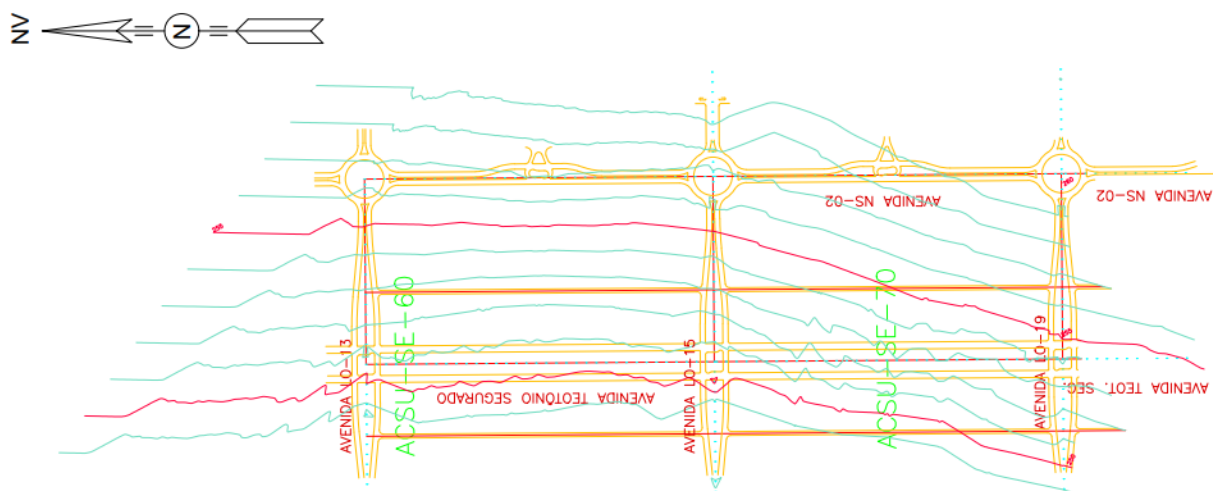 NV
N
AVENIDA NS-02
AVENIDA NS-02
260
ACSU-SE-60
ACSU-SE-70
AVENIDA LO-13
AVENIDA LO-15
AVENIDA LO-19
AVENIDA TEOTÔNIO SEGURADO
AVENIDA TEOT. SEG.